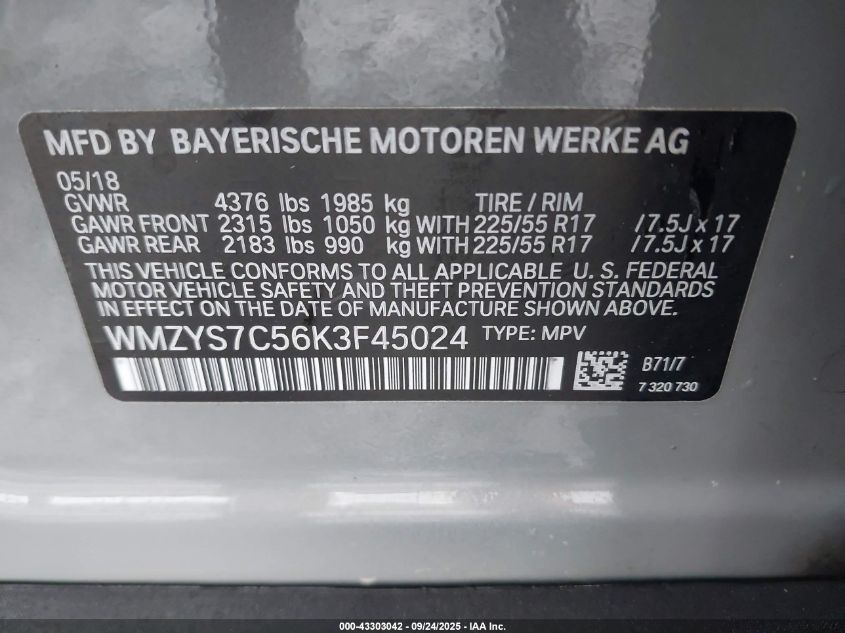 MFD BY BAYERISCHE MOTOREN WERKE AG
05/18
GVWR 4376 lbs 1985 kg TIRE / RIM
GAWR FRONT 2315 lbs 1050 kg WITH 225/55 R17 /7.5J x 17
GAWR REAR 2183 lbs 990 kg WITH 225/55 R17 /7.5J x 17
THIS VEHICLE CONFORMS TO ALL APPLICABLE U. S. FEDERAL
MOTOR VEHICLE SAFETY AND THEFT PREVENTION STANDARDS
IN EFFECT ON THE DATE OF MANUFACTURE SHOWN ABOVE.
WMZYS7C56K3F45024 TYPE: MPV
B71/7
7 320 730
000-43303042 - 09/24/2025 - IAA Inc.